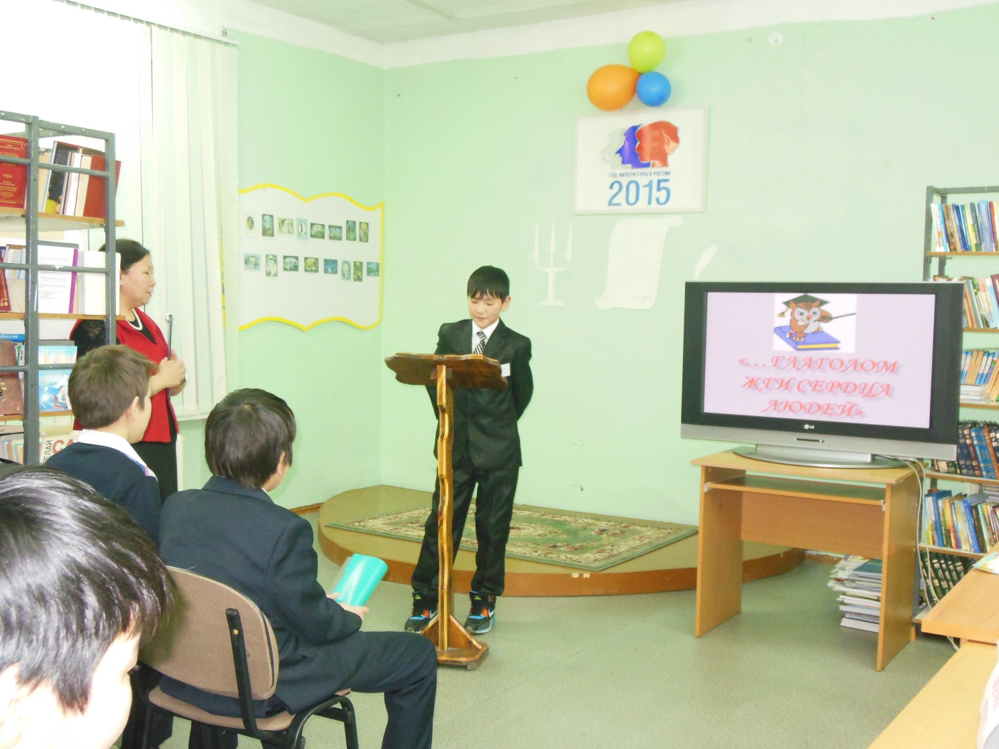 ГОД ЛИТЕРАТУРЫ В РОССИИ
2015
«...ГЛАГОЛОМ
ЖГИ СЕРДЦА
ЛЮДЕЙ»
LG